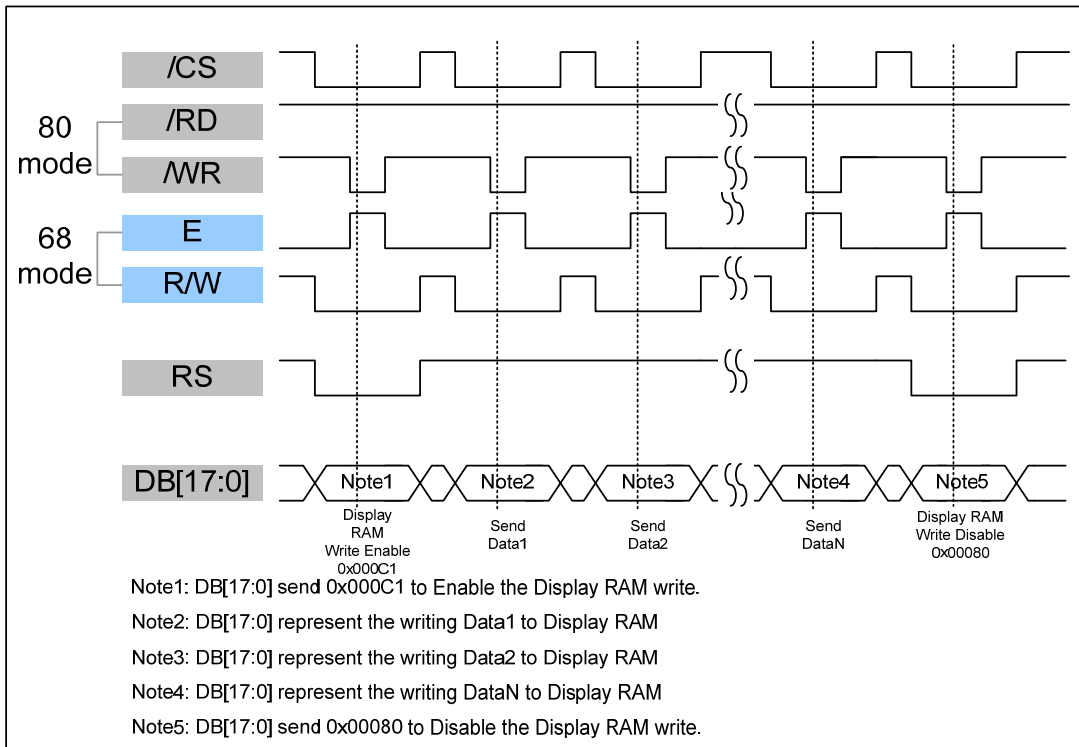 /CS
80
mode
/RD
/WR
68
mode
E
R/W
RS
DB[17:0]
Note1
Note2
Note3
Note4
Note5
Display
RAM
Write Enable
0x000C1
Send
Data1
Send
Data2
Send
DataN
Display RAM
Write Disable
0x00080
Note1: DB[17:0] send 0x000C1 to Enable the Display RAM write.
Note2: DB[17:0] represent the writing Data1 to Display RAM
Note3: DB[17:0] represent the writing Data2 to Display RAM
Note4: DB[17:0] represent the writing DataN to Display RAM
Note5: DB[17:0] send 0x00080 to Disable the Display RAM write.